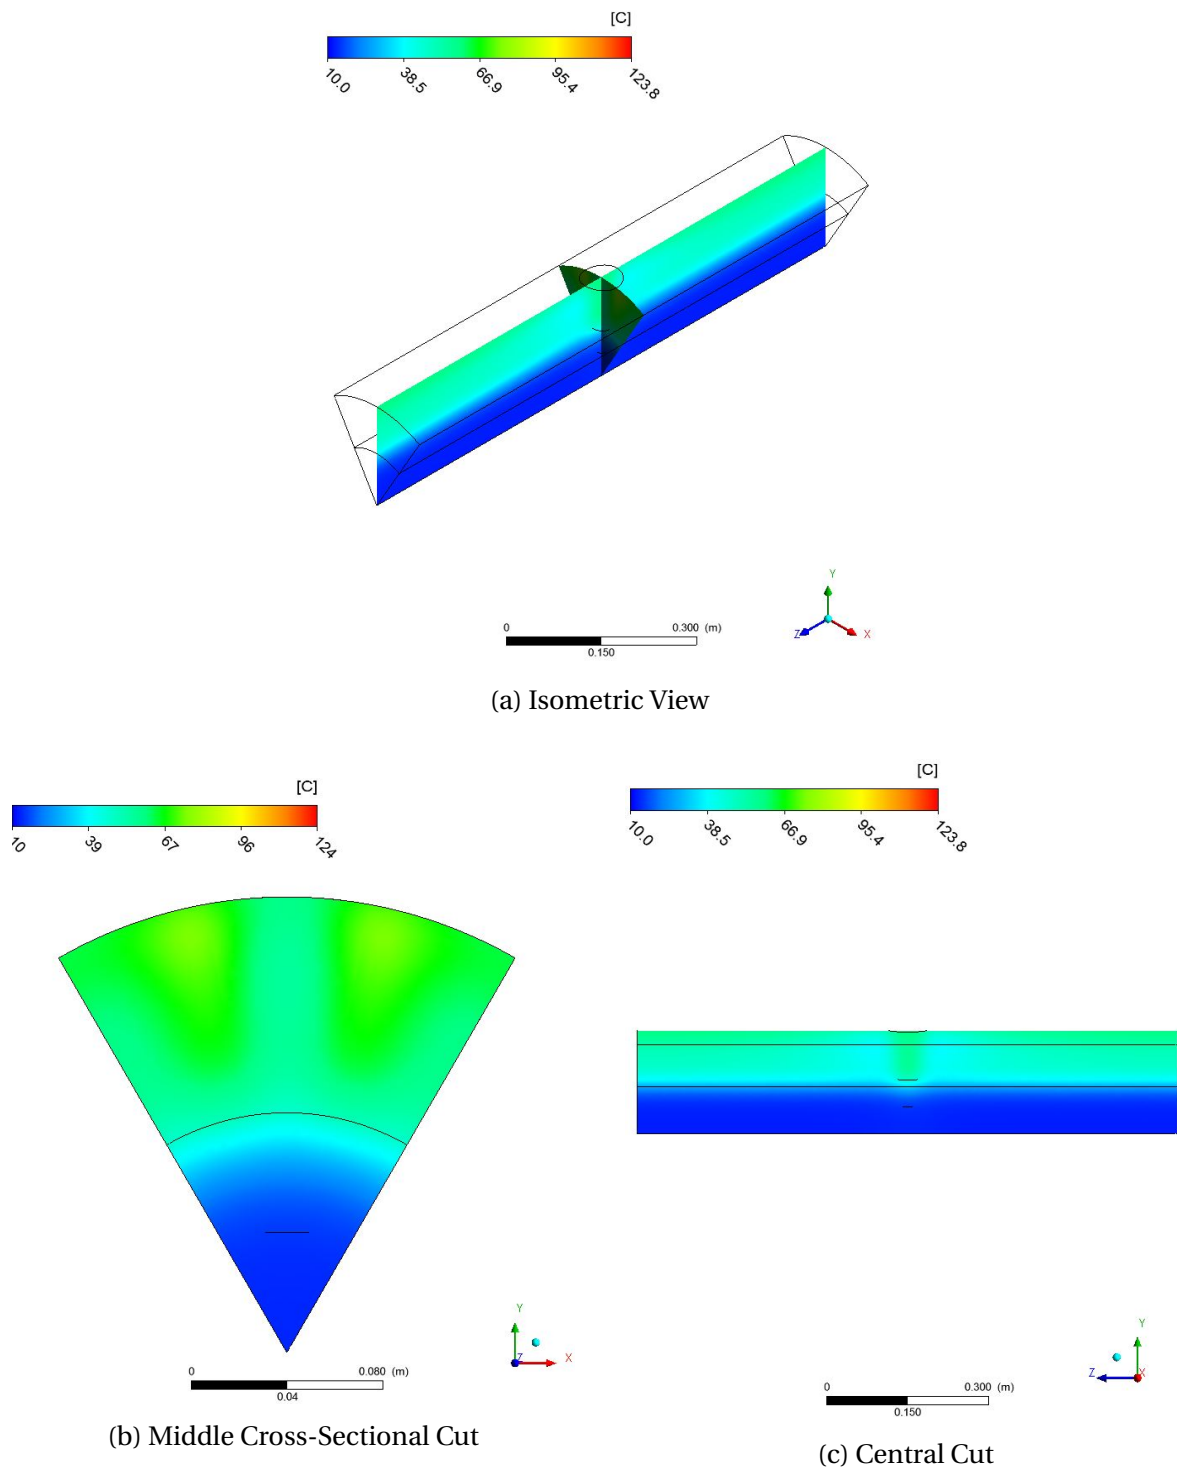 [C]
10.0 38.5 66.9 95.4 123.8
Y
Z X
0 0.300 (m)
0.150
(a) Isometric View
[C]
10 39 67 96 124
Y
Z X
0 0.080 (m)
0.04
(b) Middle Cross-Sectional Cut
[C]
10.0 38.5 66.9 95.4 123.8
Y
Z X
0 0.300 (m)
0.150
(c) Central Cut